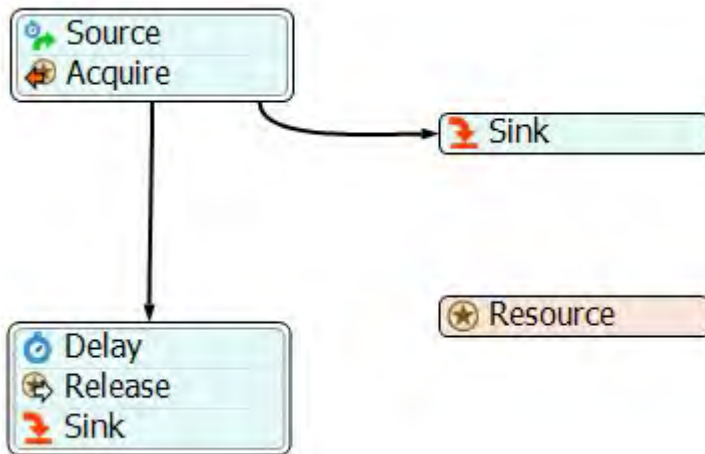 Source
Acquire
Sink
Resource
Delay
Release
Sink